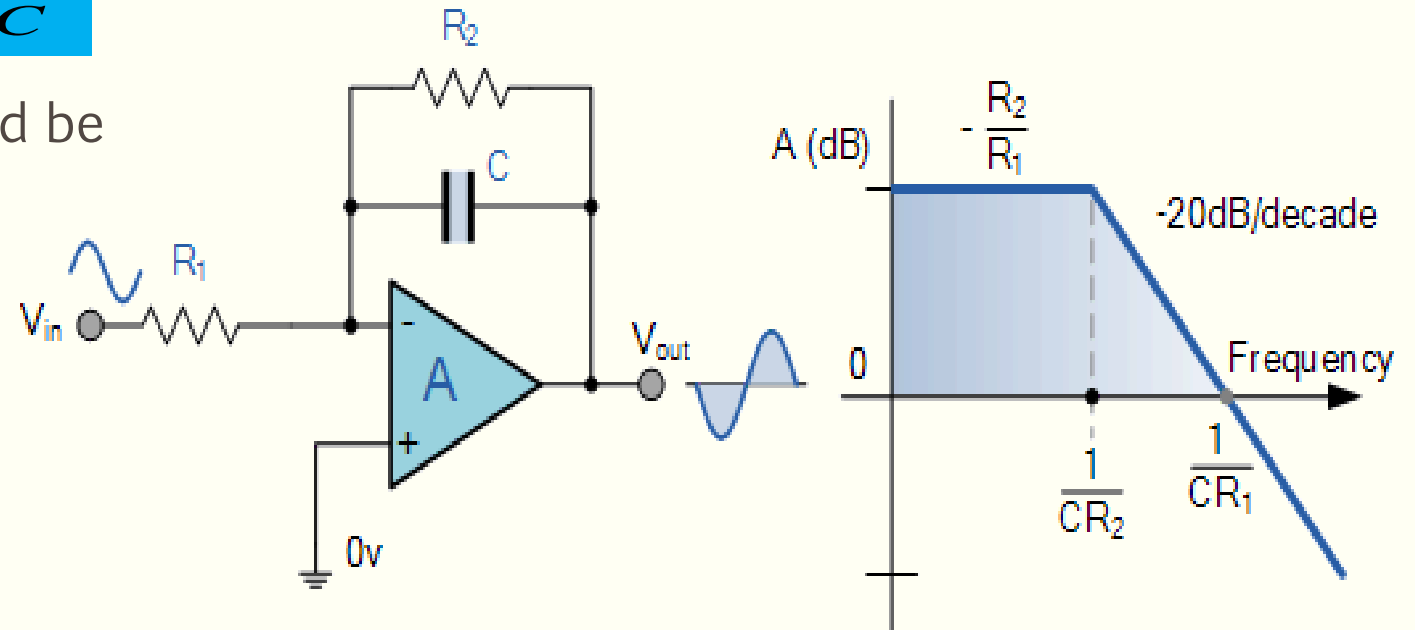 C
d be
R₂
C
R₁
Vin
-
A
+
0v
Vout
A (dB)
- R₂
R₁
-20dB/decade
0
Frequency
1
CR₂
1
CR₁